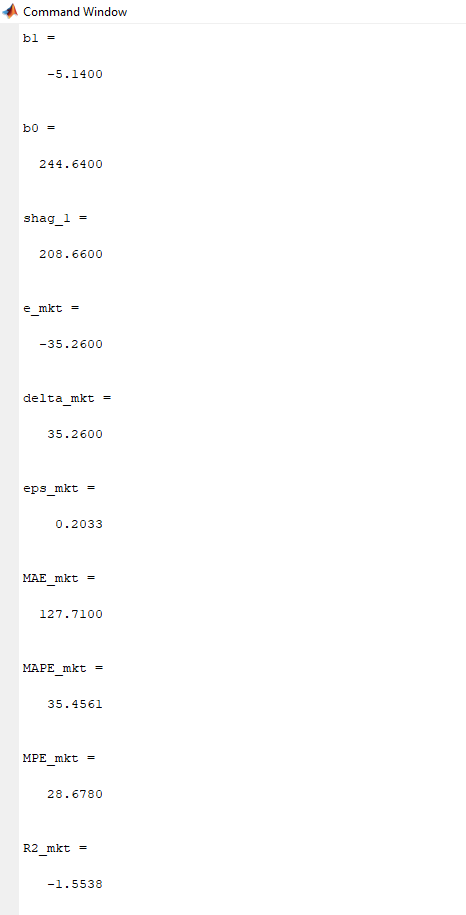 Command Window
b1 =
-5.1400
b0 =
244.6400
shag_1 =
208.6600
e_mkt =
-35.2600
delta_mkt =
35.2600
eps_mkt =
0.2033
MAE_mkt =
127.7100
MAPE_mkt =
35.4561
MPE_mkt =
28.6780
R2_mkt =
-1.5538